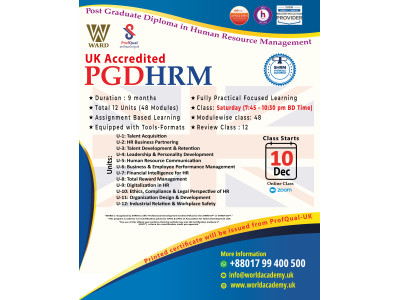 Post Graduate Diploma in Human Resource Management
WARD
ProfQual
PROVIDER
UK Accredited
PGDHRM
SHRM
Duration : 9 months
Total 12 Units (48 Modules)
Assignment Based Learning
Equipped with Tools-Formats
Fully Practical Focused Learning
Class: Saturday (7:45 - 10:30 pm BD Time)
Modulewise class: 48
Review Class : 12
Units:
U-1: Talent Acquisition
U-2: HR Business Partnering
U-3: Talent Development & Retention
U-4: Leadership & Personality Development
U-5: Human Resource Communication
U-6: Business & Employee Performance Management
U-7: Financial Intelligence for HR
U-8: Total Reward Management
U-9: Digitalization in HR
U-10: Ethics, Compliance & Legal Perspective of HR
U-11: Organization Design & Development
U-12: Industrial Relation & Workplace Safety
Class Starts
10
Dec
Online Class
zoom
Printed certificate will be issued from ProfQual-UK
More Information
+88017 99 400 500
info@worldacademy.uk
www.worldacademy.uk